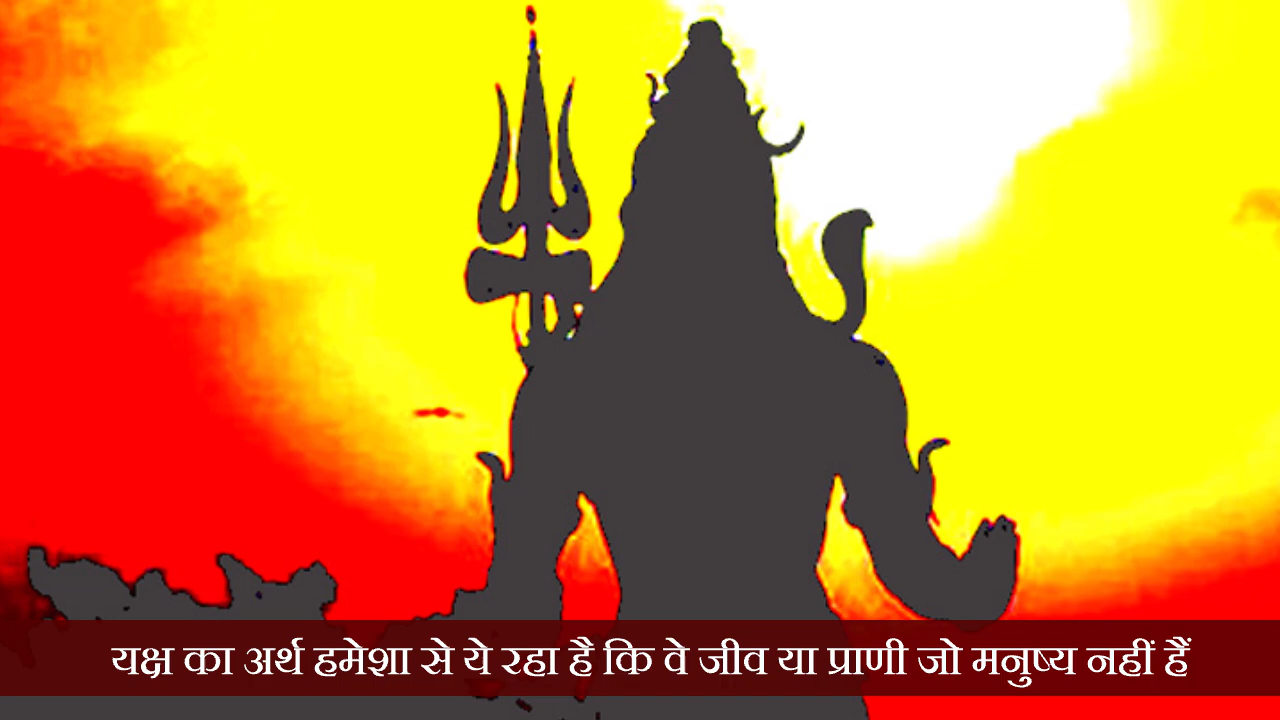 यक्ष का अर्थ हमेशा से ये रहा है कि वे जीव या प्राणी जो मनुष्य नहीं हैं